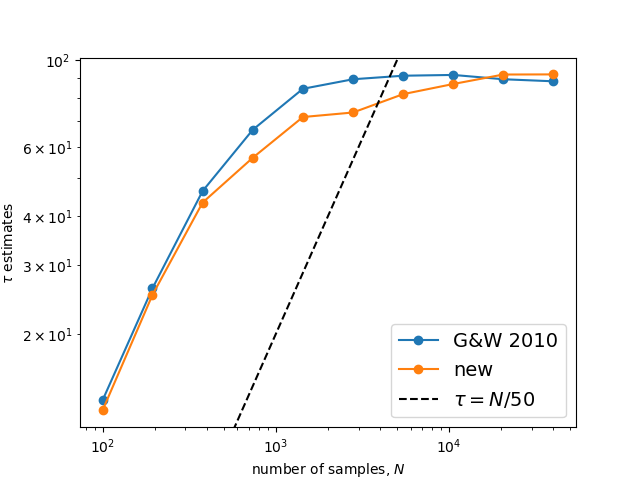 10²
6 × 10¹
4 × 10¹
3 × 10¹
2 × 10¹
τ estimates
G&W 2010
new
τ = N/50
10² 10³ 10⁴
number of samples, N